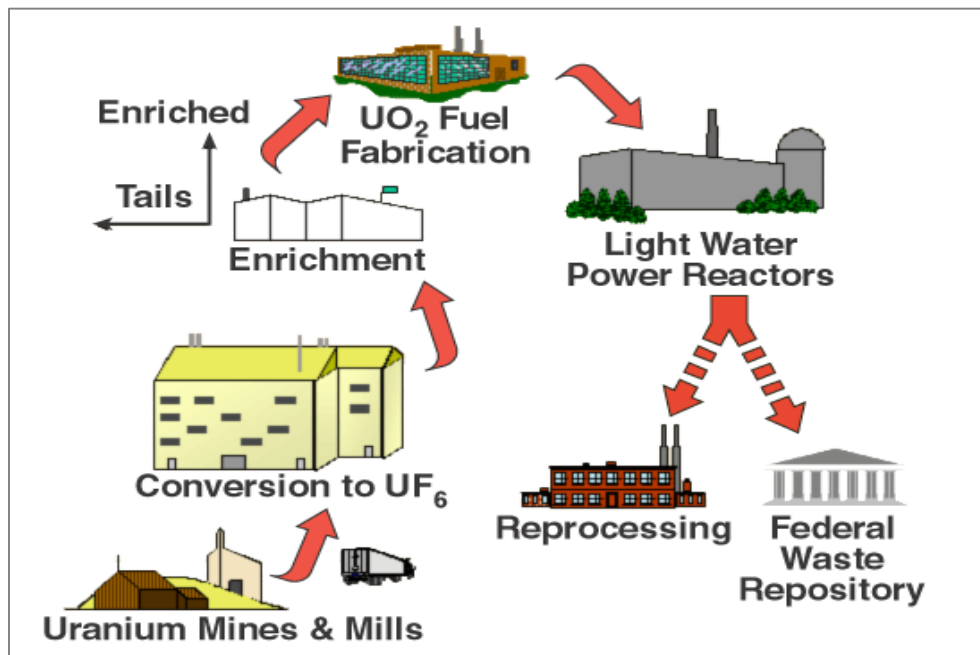 Enriched
Tails
UO₂ Fuel
Fabrication
Enrichment
Light Water
Power Reactors
Conversion to UF₆
Reprocessing
Federal
Waste
Repository
Uranium Mines & Mills